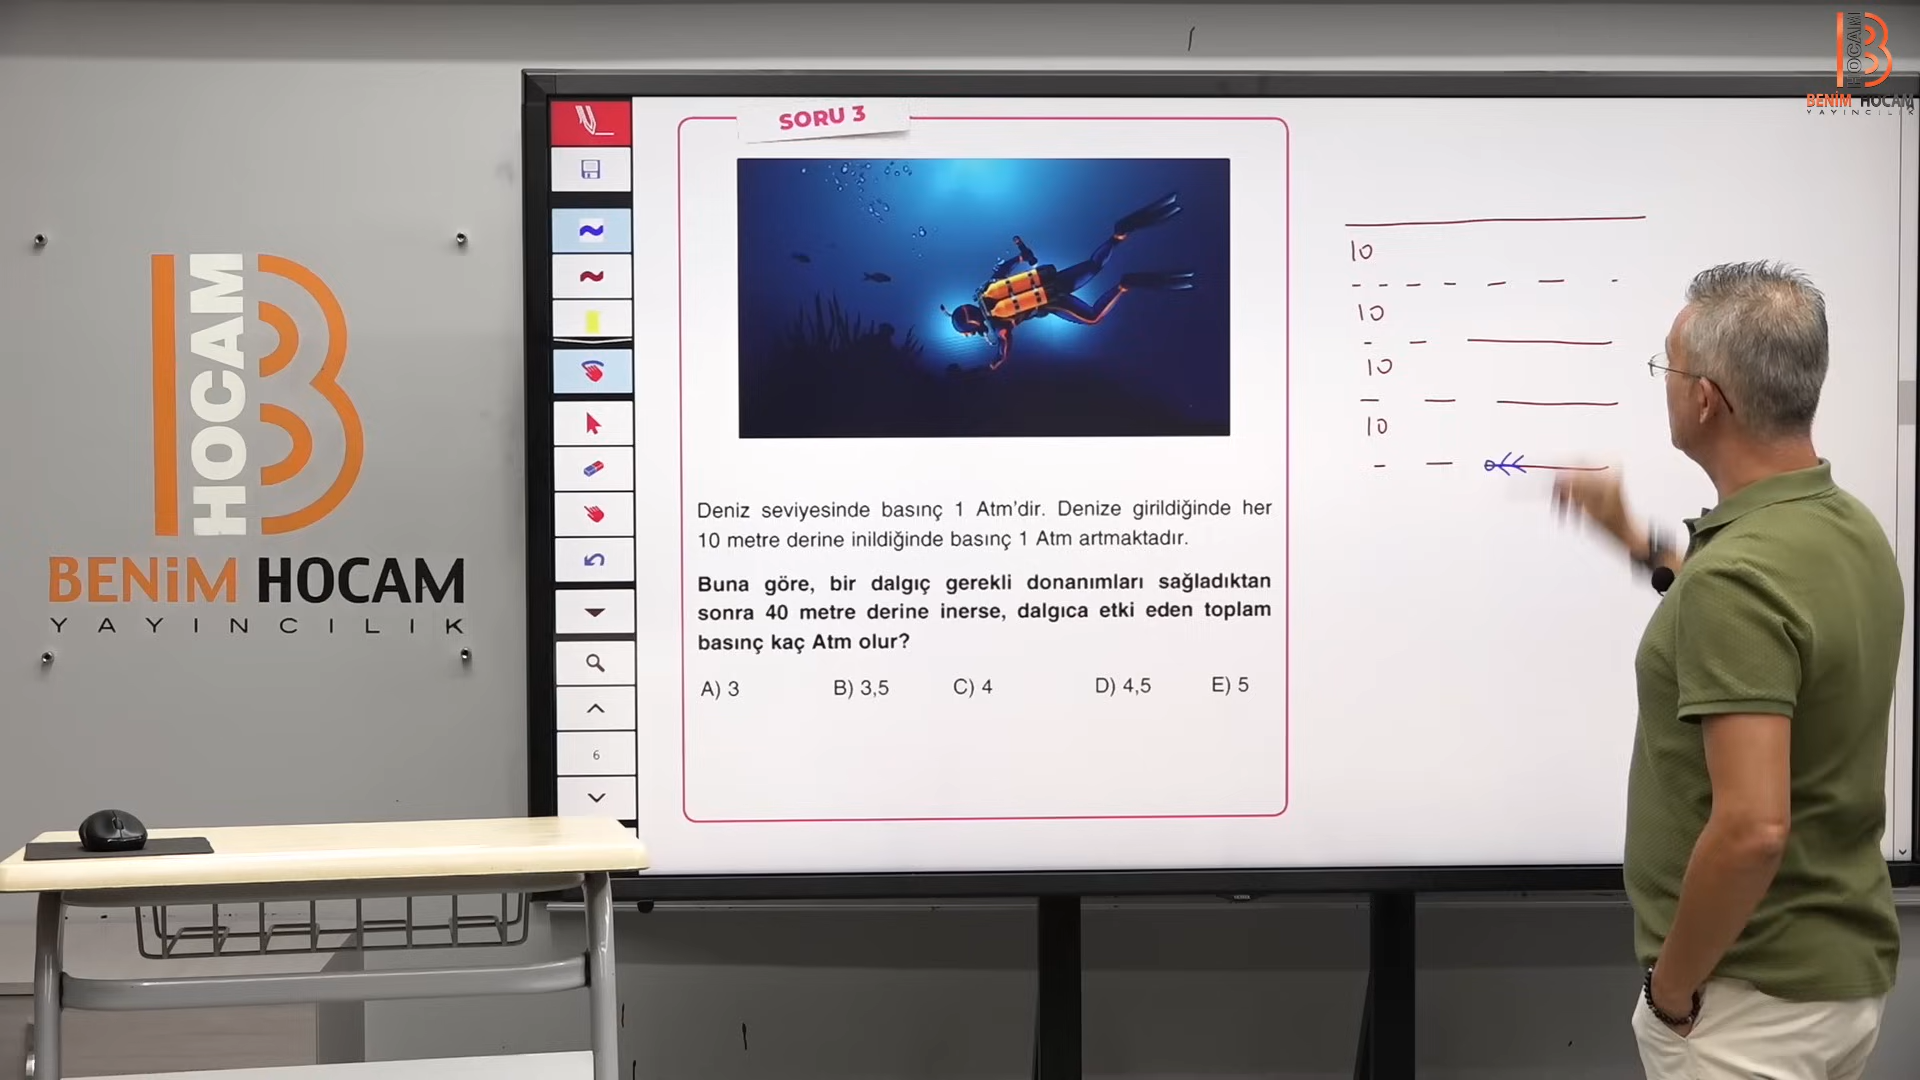 HOCAM
BENİM HOCAM
YAYINCILIK
HOCAM
BENİM HOCAM
YAYINCILIK
SORU 3
Deniz seviyesinde basınç 1 Atm'dir. Denize girildiğinde her
10 metre derine inildiğinde basınç 1 Atm artmaktadır.
Buna göre, bir dalgıç gerekli donanımları sağladıktan
sonra 40 metre derine inerse, dalgıca etki eden toplam
basınç kaç Atm olur?
A) 3 B) 3,5 C) 4 D) 4,5 E) 5
10
10
10
10
6